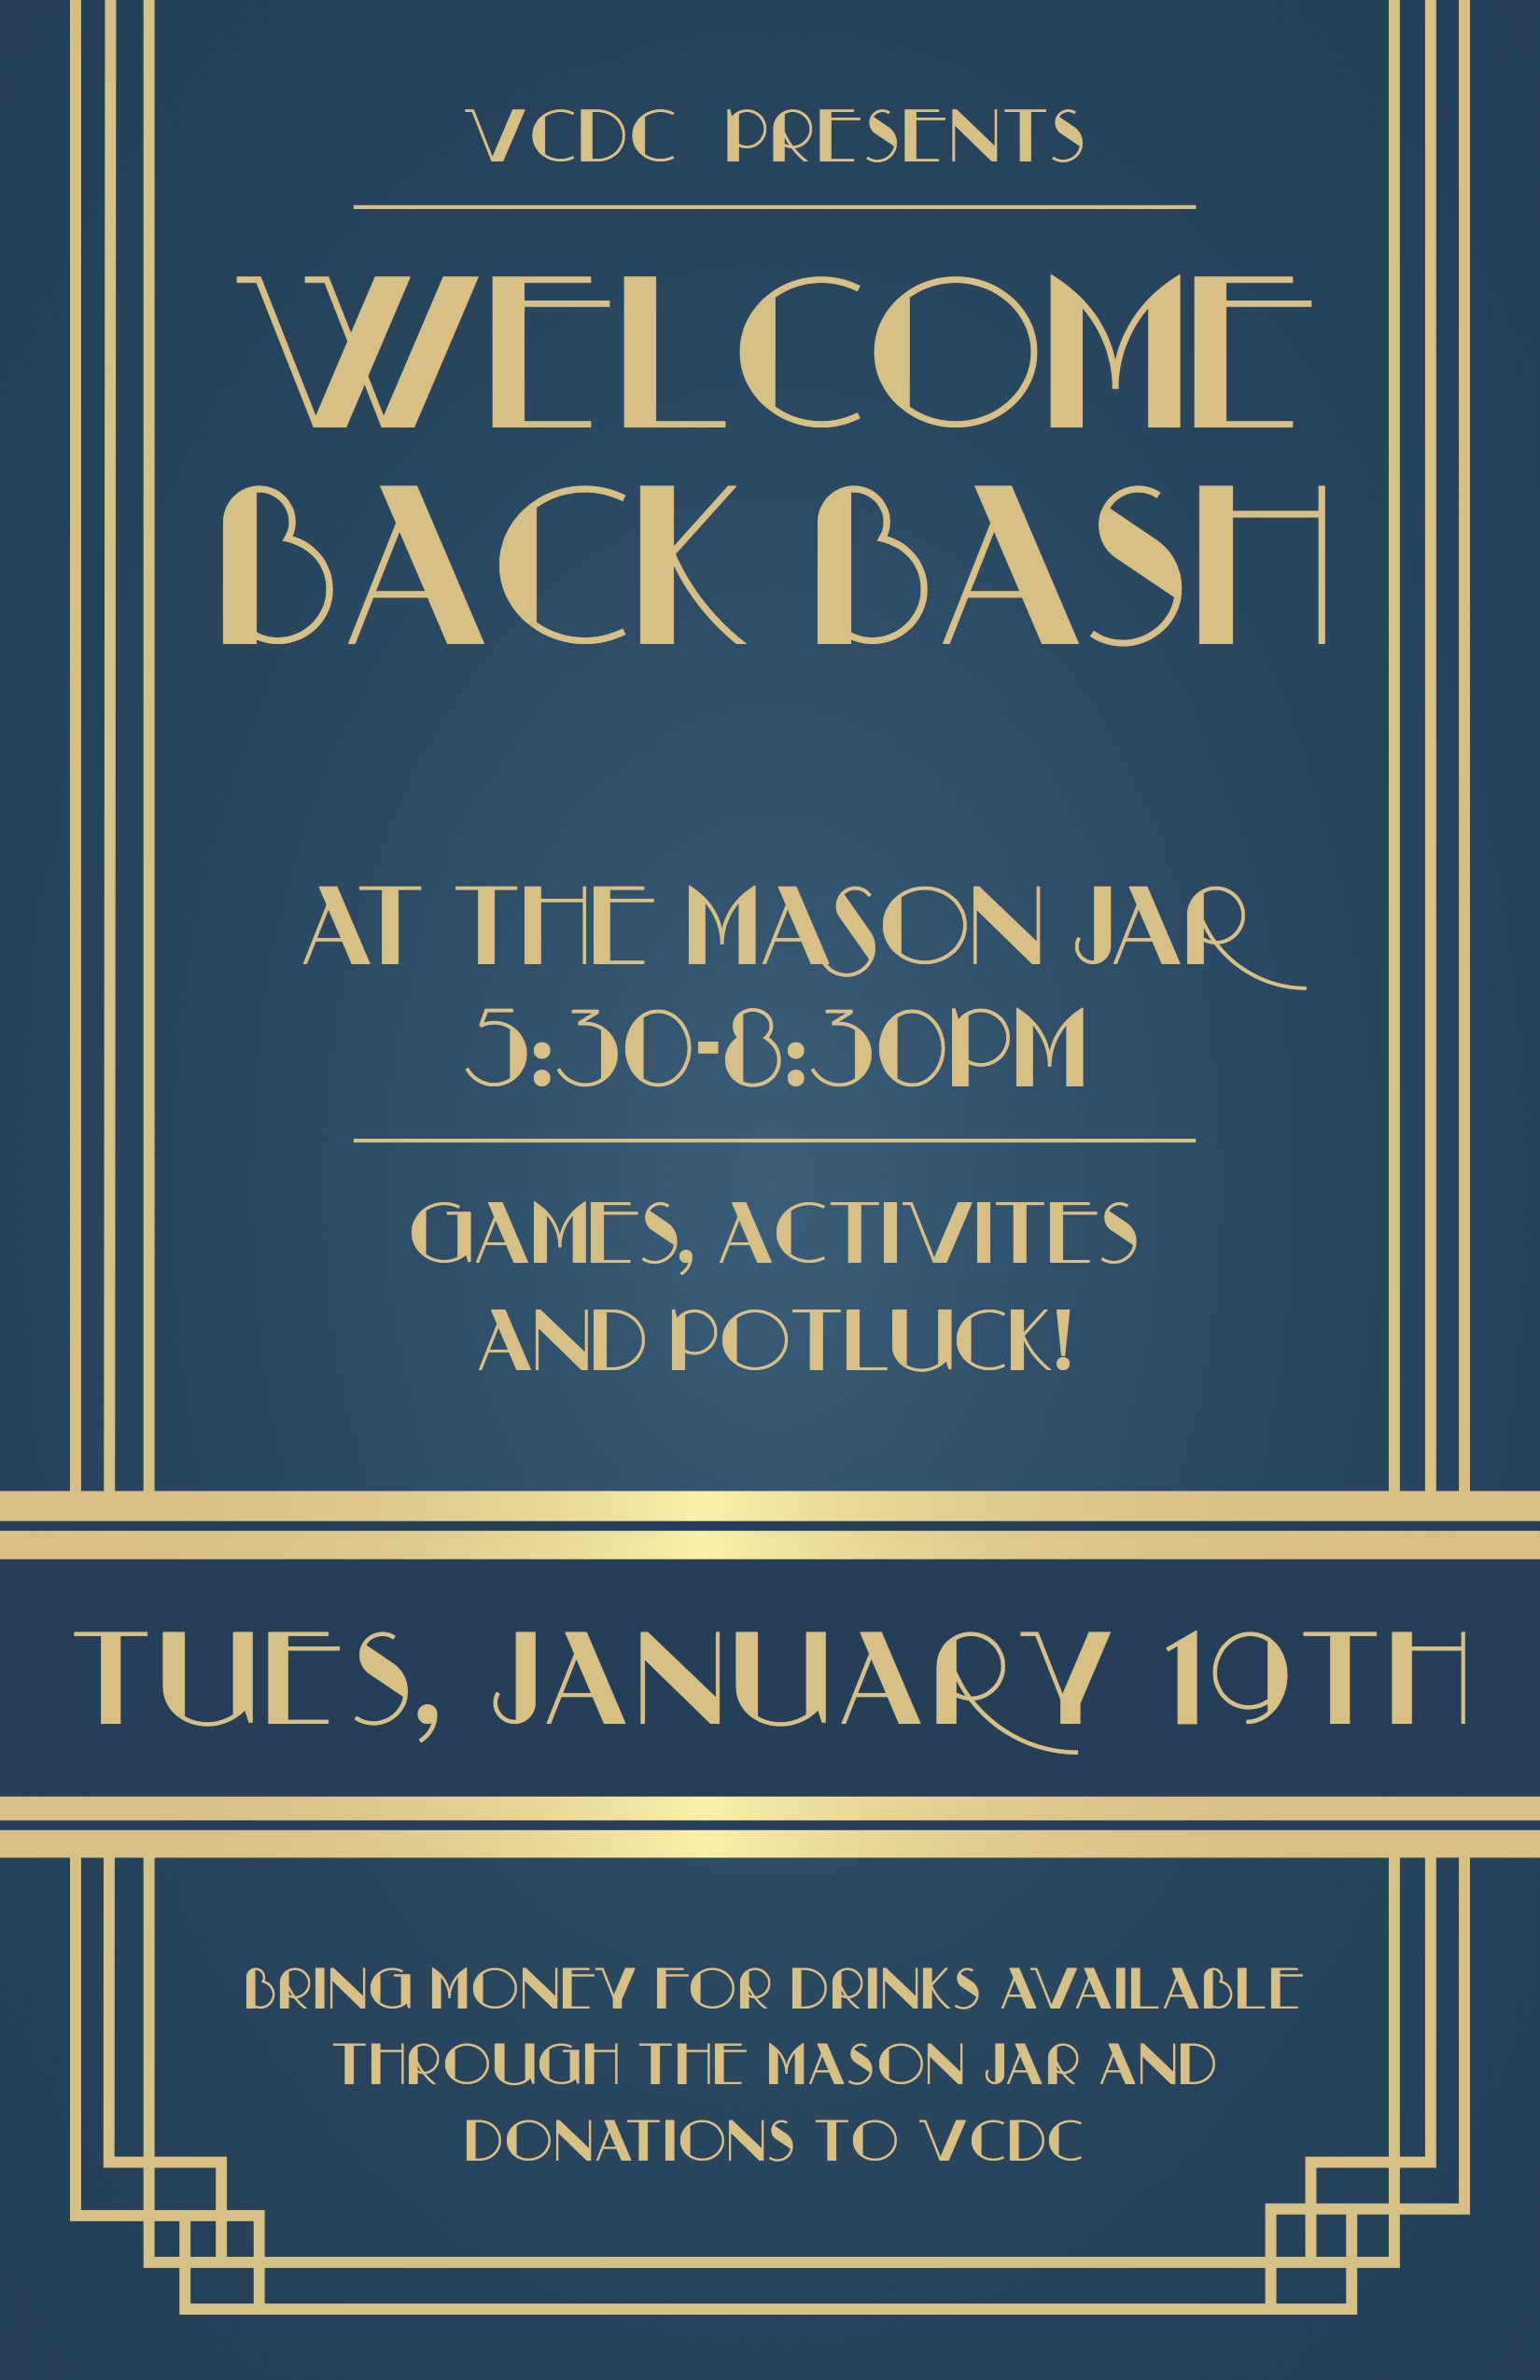 VCDC PRESENTS
WELCOME
BACK BASH
AT THE MASON JAR
5:30-8:30PM
GAMES, ACTIVITES
AND POTLUCK!
TUES, JANUARY 19TH
BRING MONEY FOR DRINKS AVAILABLE
THROUGH THE MASON JAR AND
DONATIONS TO VCDC